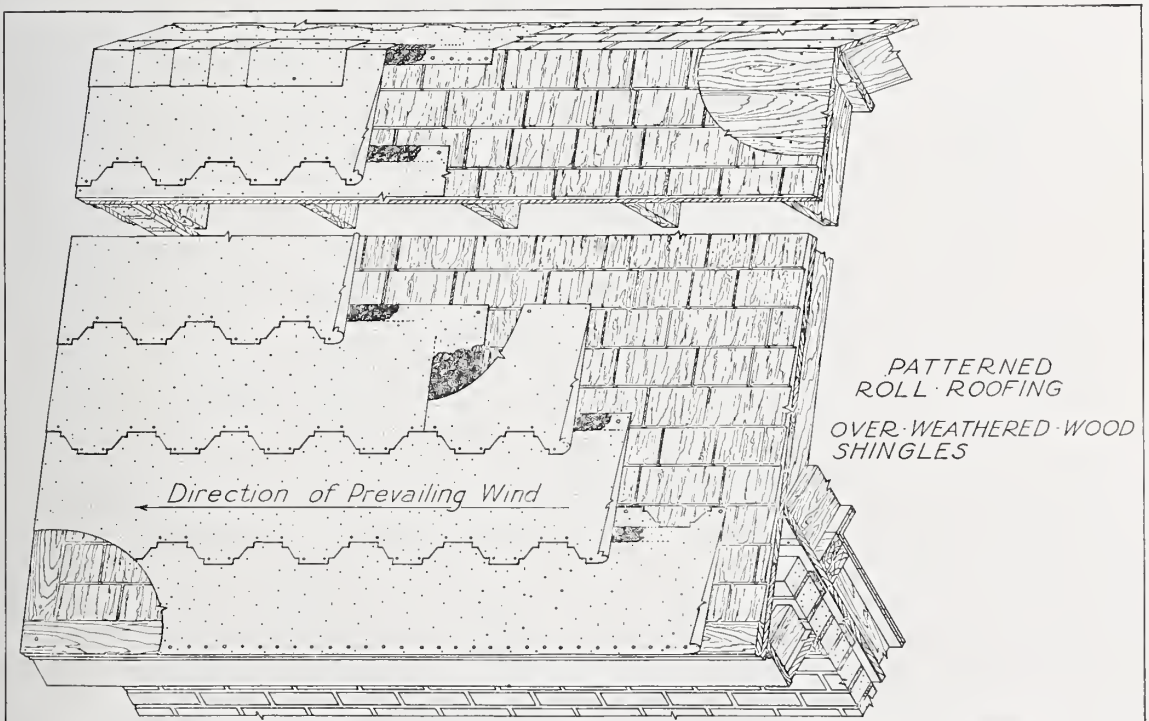 PATTERNED
ROLL·ROOFING
OVER·WEATHERED·WOOD
SHINGLES
Direction of Prevailing Wind